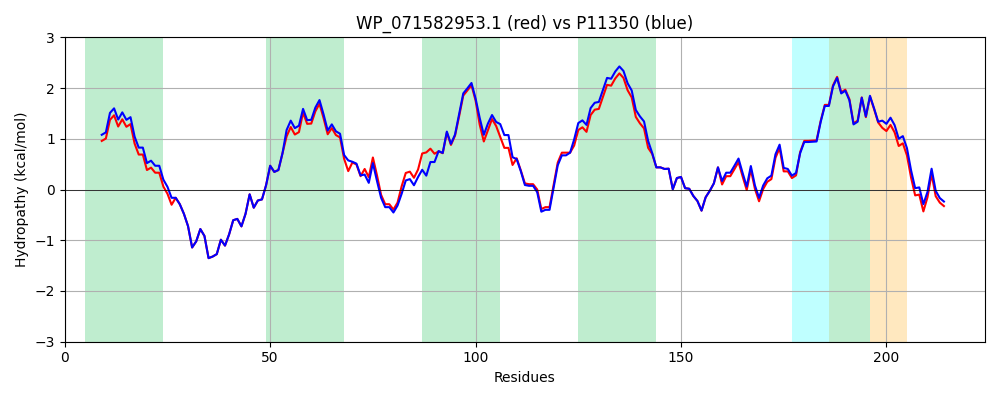 WP_071582953.1 (red) vs P11350 (blue)
Hydropathy (kcal/mol)
3
2
1
0
−1
−2
−3
0 50 100 150 200
Residues